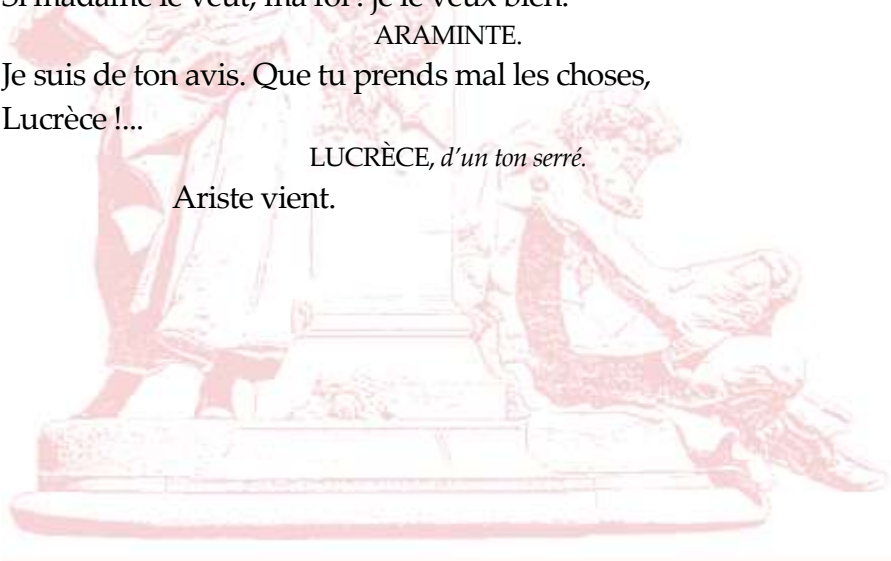 Si madame le veut, ma foi ! je le veux bien.
ARAMINTE.
Je suis de ton avis. Que tu prends mal les choses,
Lucrèce !...
LUCRÈCE, d'un ton serré.
Ariste vient.